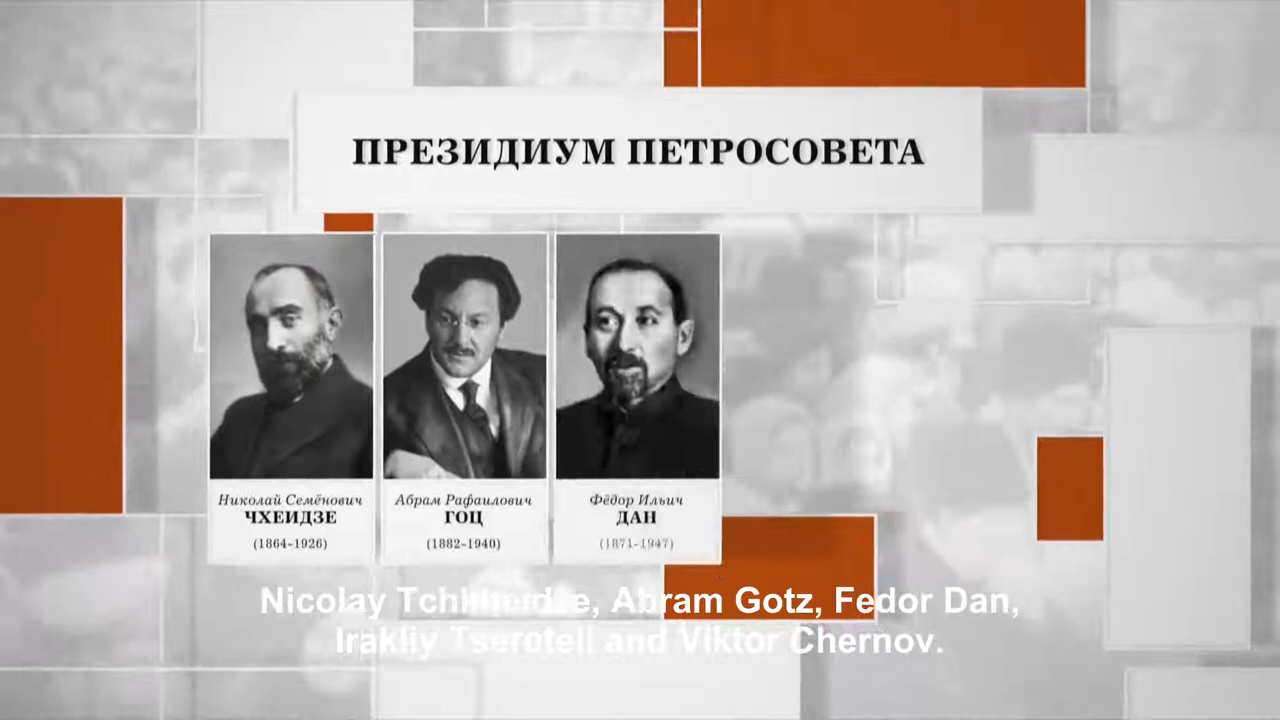 ПРЕЗИДИУМ ПЕТРОСОВЕТА
Николай Семёнович
ЧХЕИДЗЕ
(1864–1926)
Абрам Рафаилович
ГОЦ
(1882–1940)
Фёдор Ильич
ДАН
(1871–1947)
Nicolay, Abram Gotz, Fedor Dan,
Irakliy Tsereteli and Viktor Chernov.